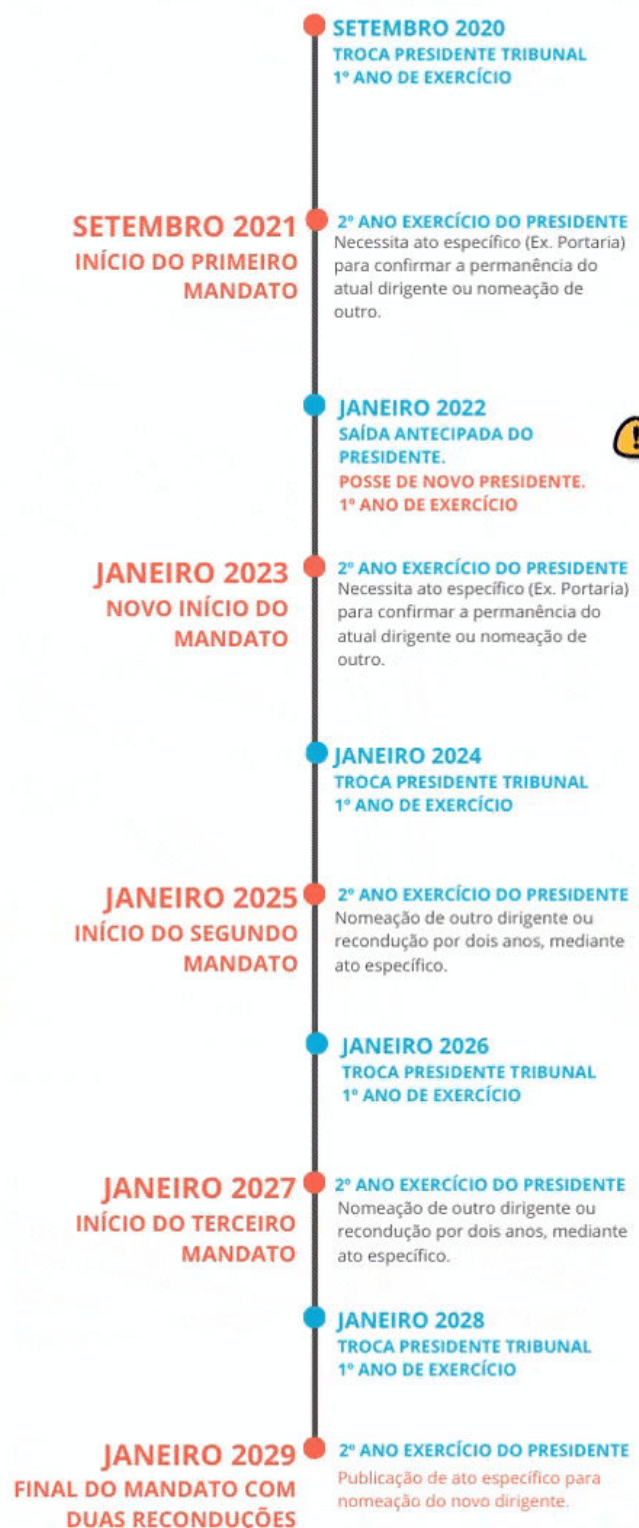 SETEMBRO 2020
TROCA PRESIDENTE TRIBUNAL
1º ANO DE EXERCÍCIO
SETEMBRO 2021
INÍCIO DO PRIMEIRO
MANDATO
2º ANO EXERCÍCIO DO PRESIDENTE
Necessita ato específico (Ex. Portaria)
para confirmar a permanência do
atual dirigente ou nomeação de
outro.
JANEIRO 2022
SAÍDA ANTECIPADA DO
PRESIDENTE.
POSSE DE NOVO PRESIDENTE.
1º ANO DE EXERCÍCIO
!
JANEIRO 2023
NOVO INÍCIO DO
MANDATO
2º ANO EXERCÍCIO DO PRESIDENTE
Necessita ato específico (Ex. Portaria)
para confirmar a permanência do
atual dirigente ou nomeação de
outro.
JANEIRO 2024
TROCA PRESIDENTE TRIBUNAL
1º ANO DE EXERCÍCIO
JANEIRO 2025
INÍCIO DO SEGUNDO
MANDATO
2º ANO EXERCÍCIO DO PRESIDENTE
Nomeação de outro dirigente ou
recondução por dois anos, mediante
ato específico.
JANEIRO 2026
TROCA PRESIDENTE TRIBUNAL
1º ANO DE EXERCÍCIO
JANEIRO 2027
INÍCIO DO TERCEIRO
MANDATO
2º ANO EXERCÍCIO DO PRESIDENTE
Nomeação de outro dirigente ou
recondução por dois anos, mediante
ato específico.
JANEIRO 2028
TROCA PRESIDENTE TRIBUNAL
1º ANO DE EXERCÍCIO
JANEIRO 2029
FINAL DO MANDATO COM
DUAS RECONDUÇÕES
2º ANO EXERCÍCIO DO PRESIDENTE
Publicação de ato específico para
nomeação do novo dirigente.